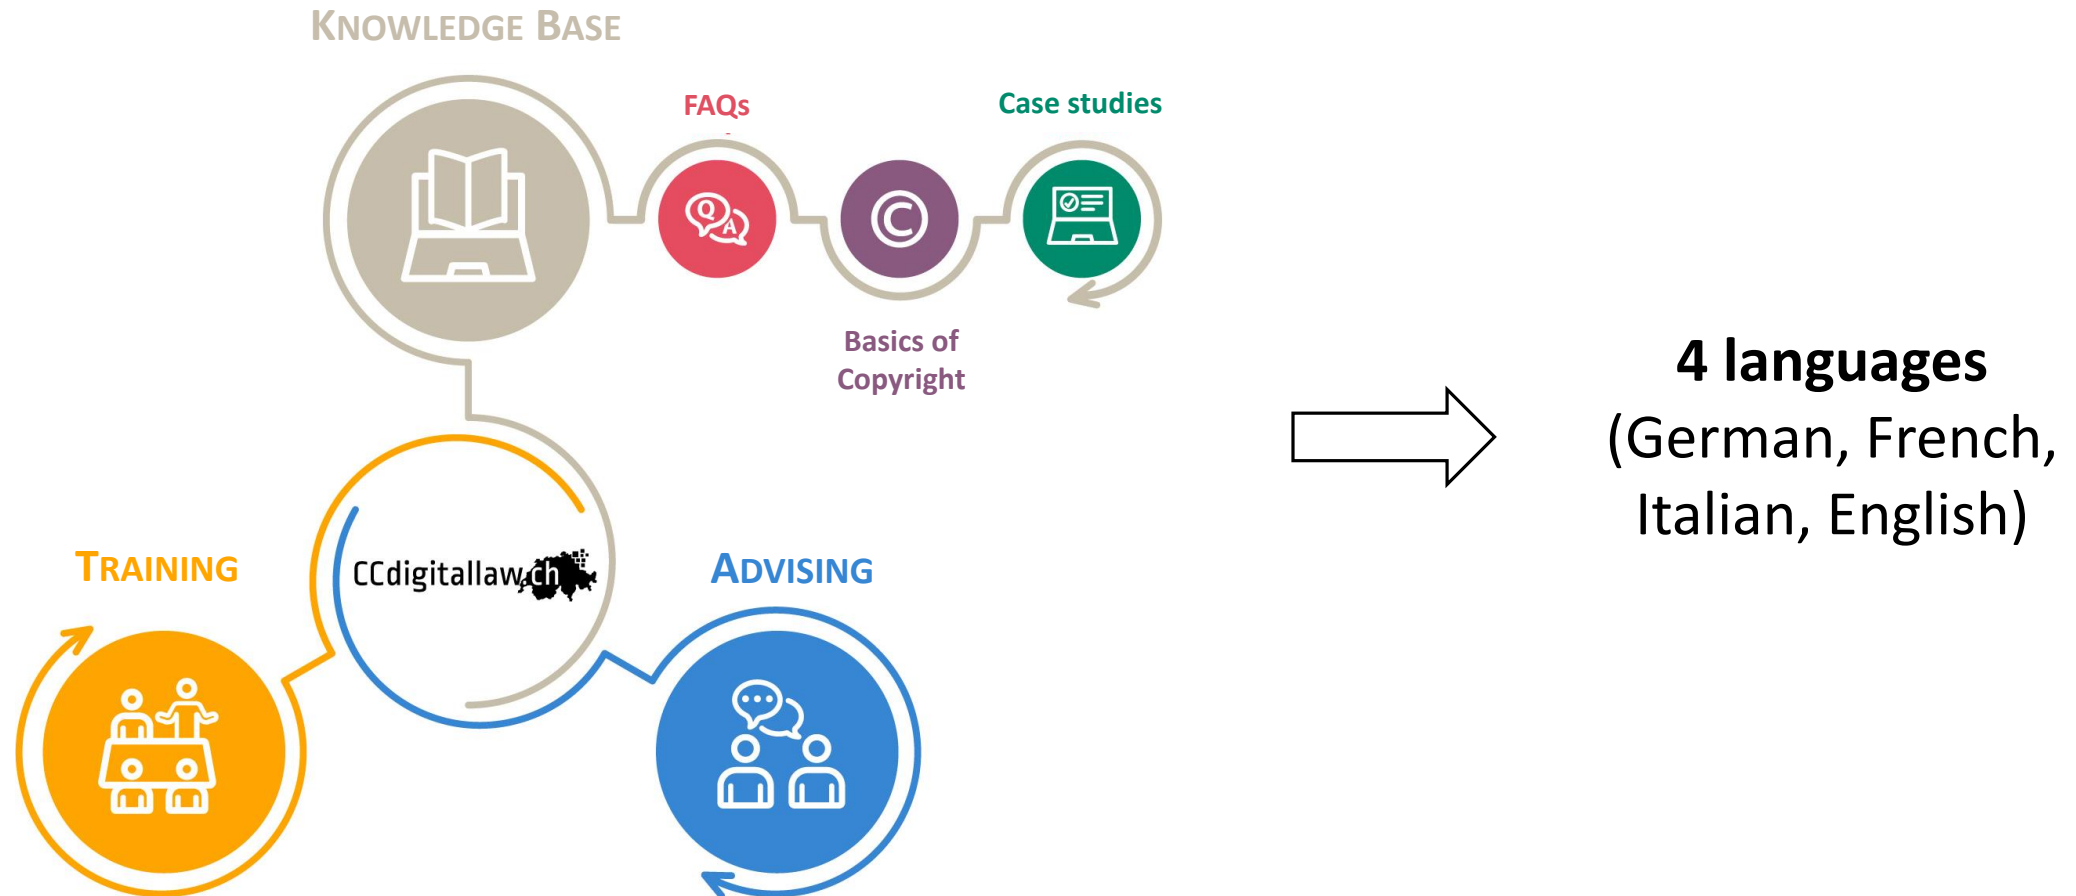 KNOWLEDGE BASE
FAQs
Case studies
Q
A
©
Basics of
Copyright
4 languages
(German, French,
Italian, English)
TRAINING
CCdigitallaw.ch
ADVISING